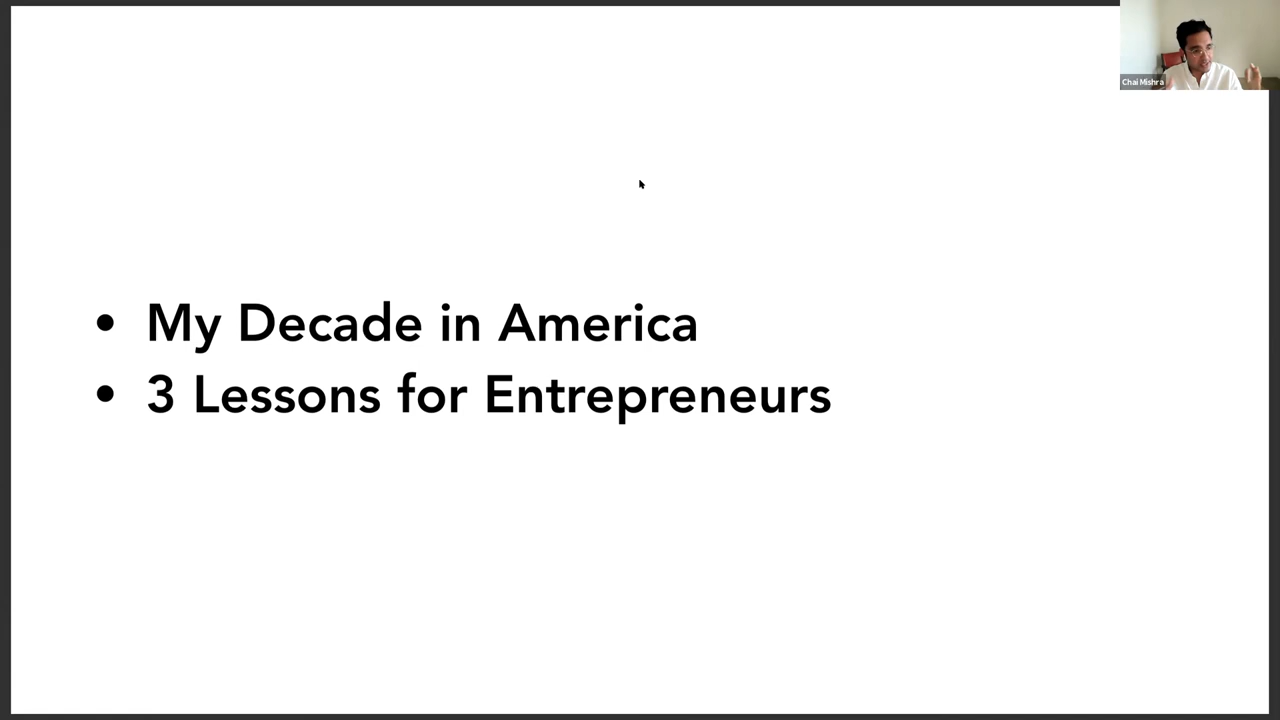 Chai Mishra
• My Decade in America
• 3 Lessons for Entrepreneurs